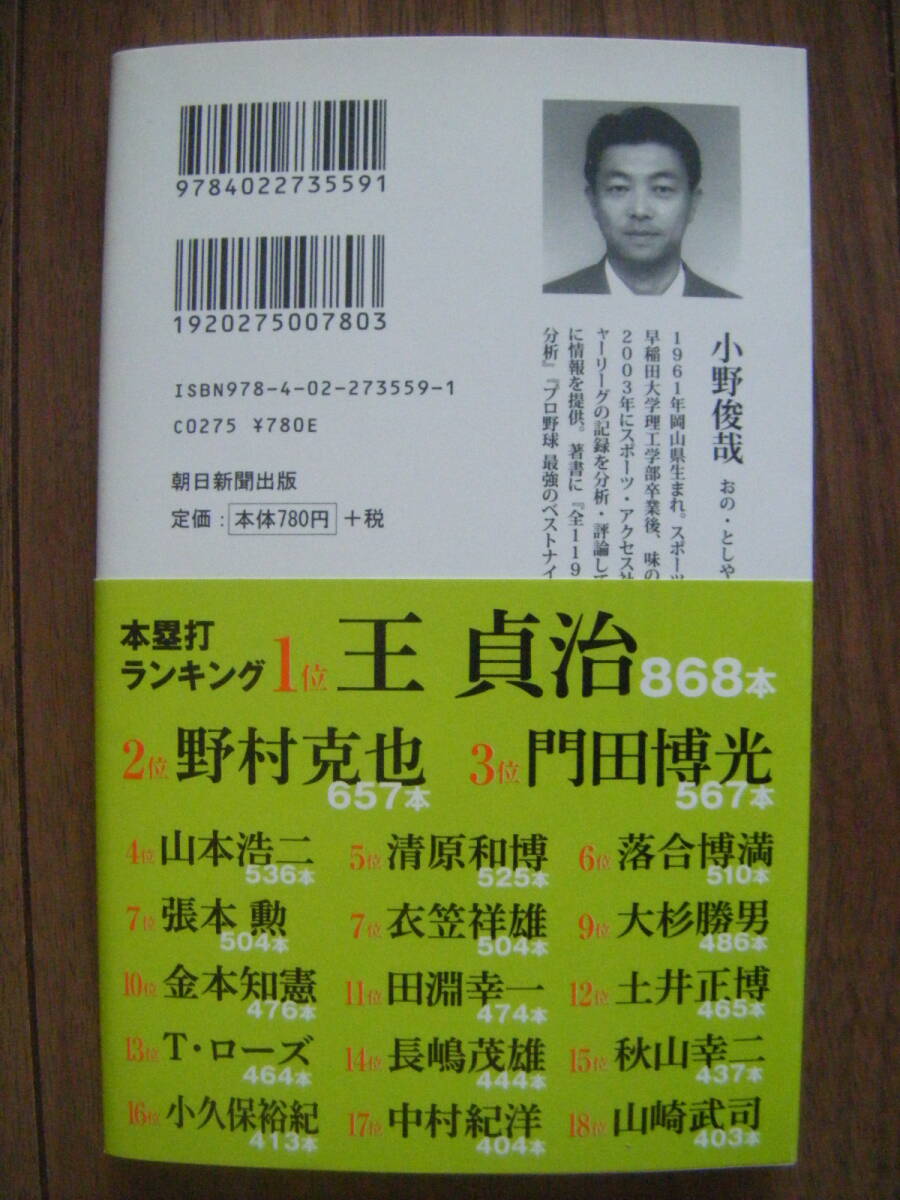 9784022735591
1920275007803
ISBN978-4-02-273559-1
C0275 ¥780E
朝日新聞出版
定価：本体780円＋税
小野俊哉 おの・としや
1961年岡山県生まれ。スポーツ
早稲田大学理工学部卒業後、味の
2003年にスポーツ・アクセス社
ャーリーグの記録を分析・評論して
に情報を提供。著書に『全119
分析』『プロ野球 最強のベストナイ
本塁打
ランキング 1位 王 貞治 868本
2位 野村克也 657本 3位 門田博光 567本
4位 山本浩二 536本 5位 清原和博 525本 6位 落合博満 510本
7位 張本 勲 504本 7位 衣笠祥雄 504本 9位 大杉勝男 486本
10位 金本知憲 476本 11位 田淵幸一 474本 12位 土井正博 465本
13位 T・ローズ 464本 14位 長嶋茂雄 444本 15位 秋山幸二 437本
16位 小久保裕紀 413本 17位 中村紀洋 404本 18位 山﨑武司 403本